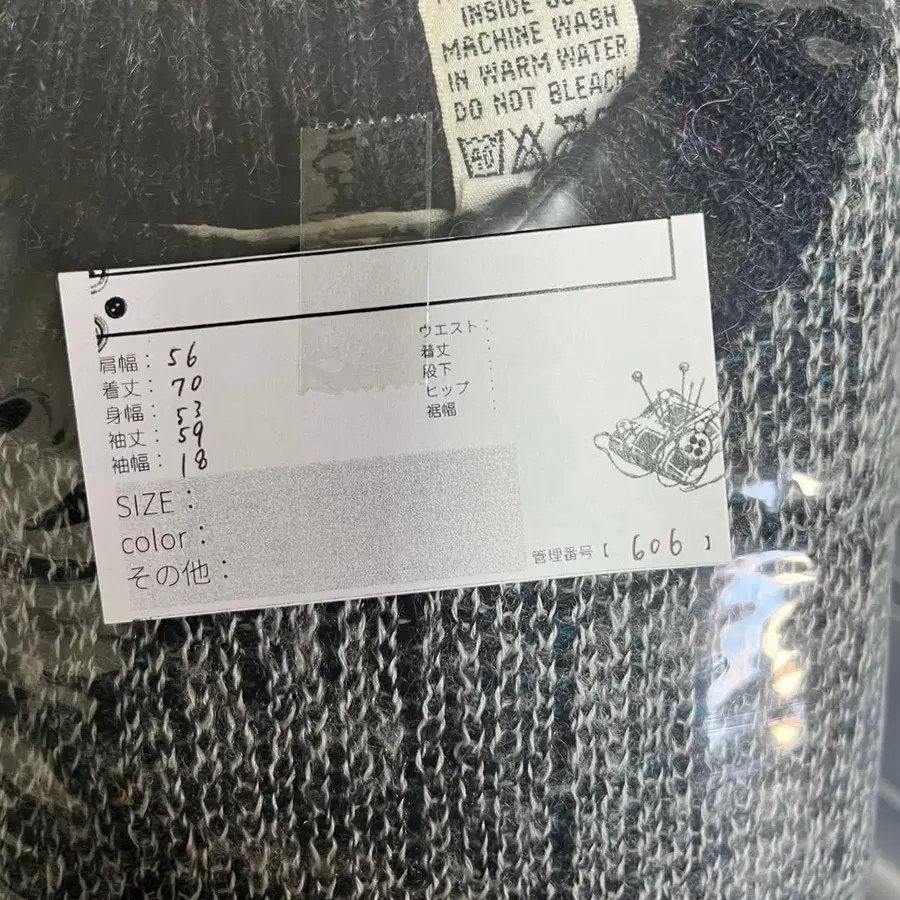 INSIDE
MACHINE WASH
IN WARM WATER
DO NOT BLEACH
40
肩幅： 56
着丈： 70
身幅： 53
袖丈： 59
袖幅： 18
ウエスト：
着丈：
段下：
ヒップ：
裾幅：
SIZE：
color：
その他：
管理番号【 606 】